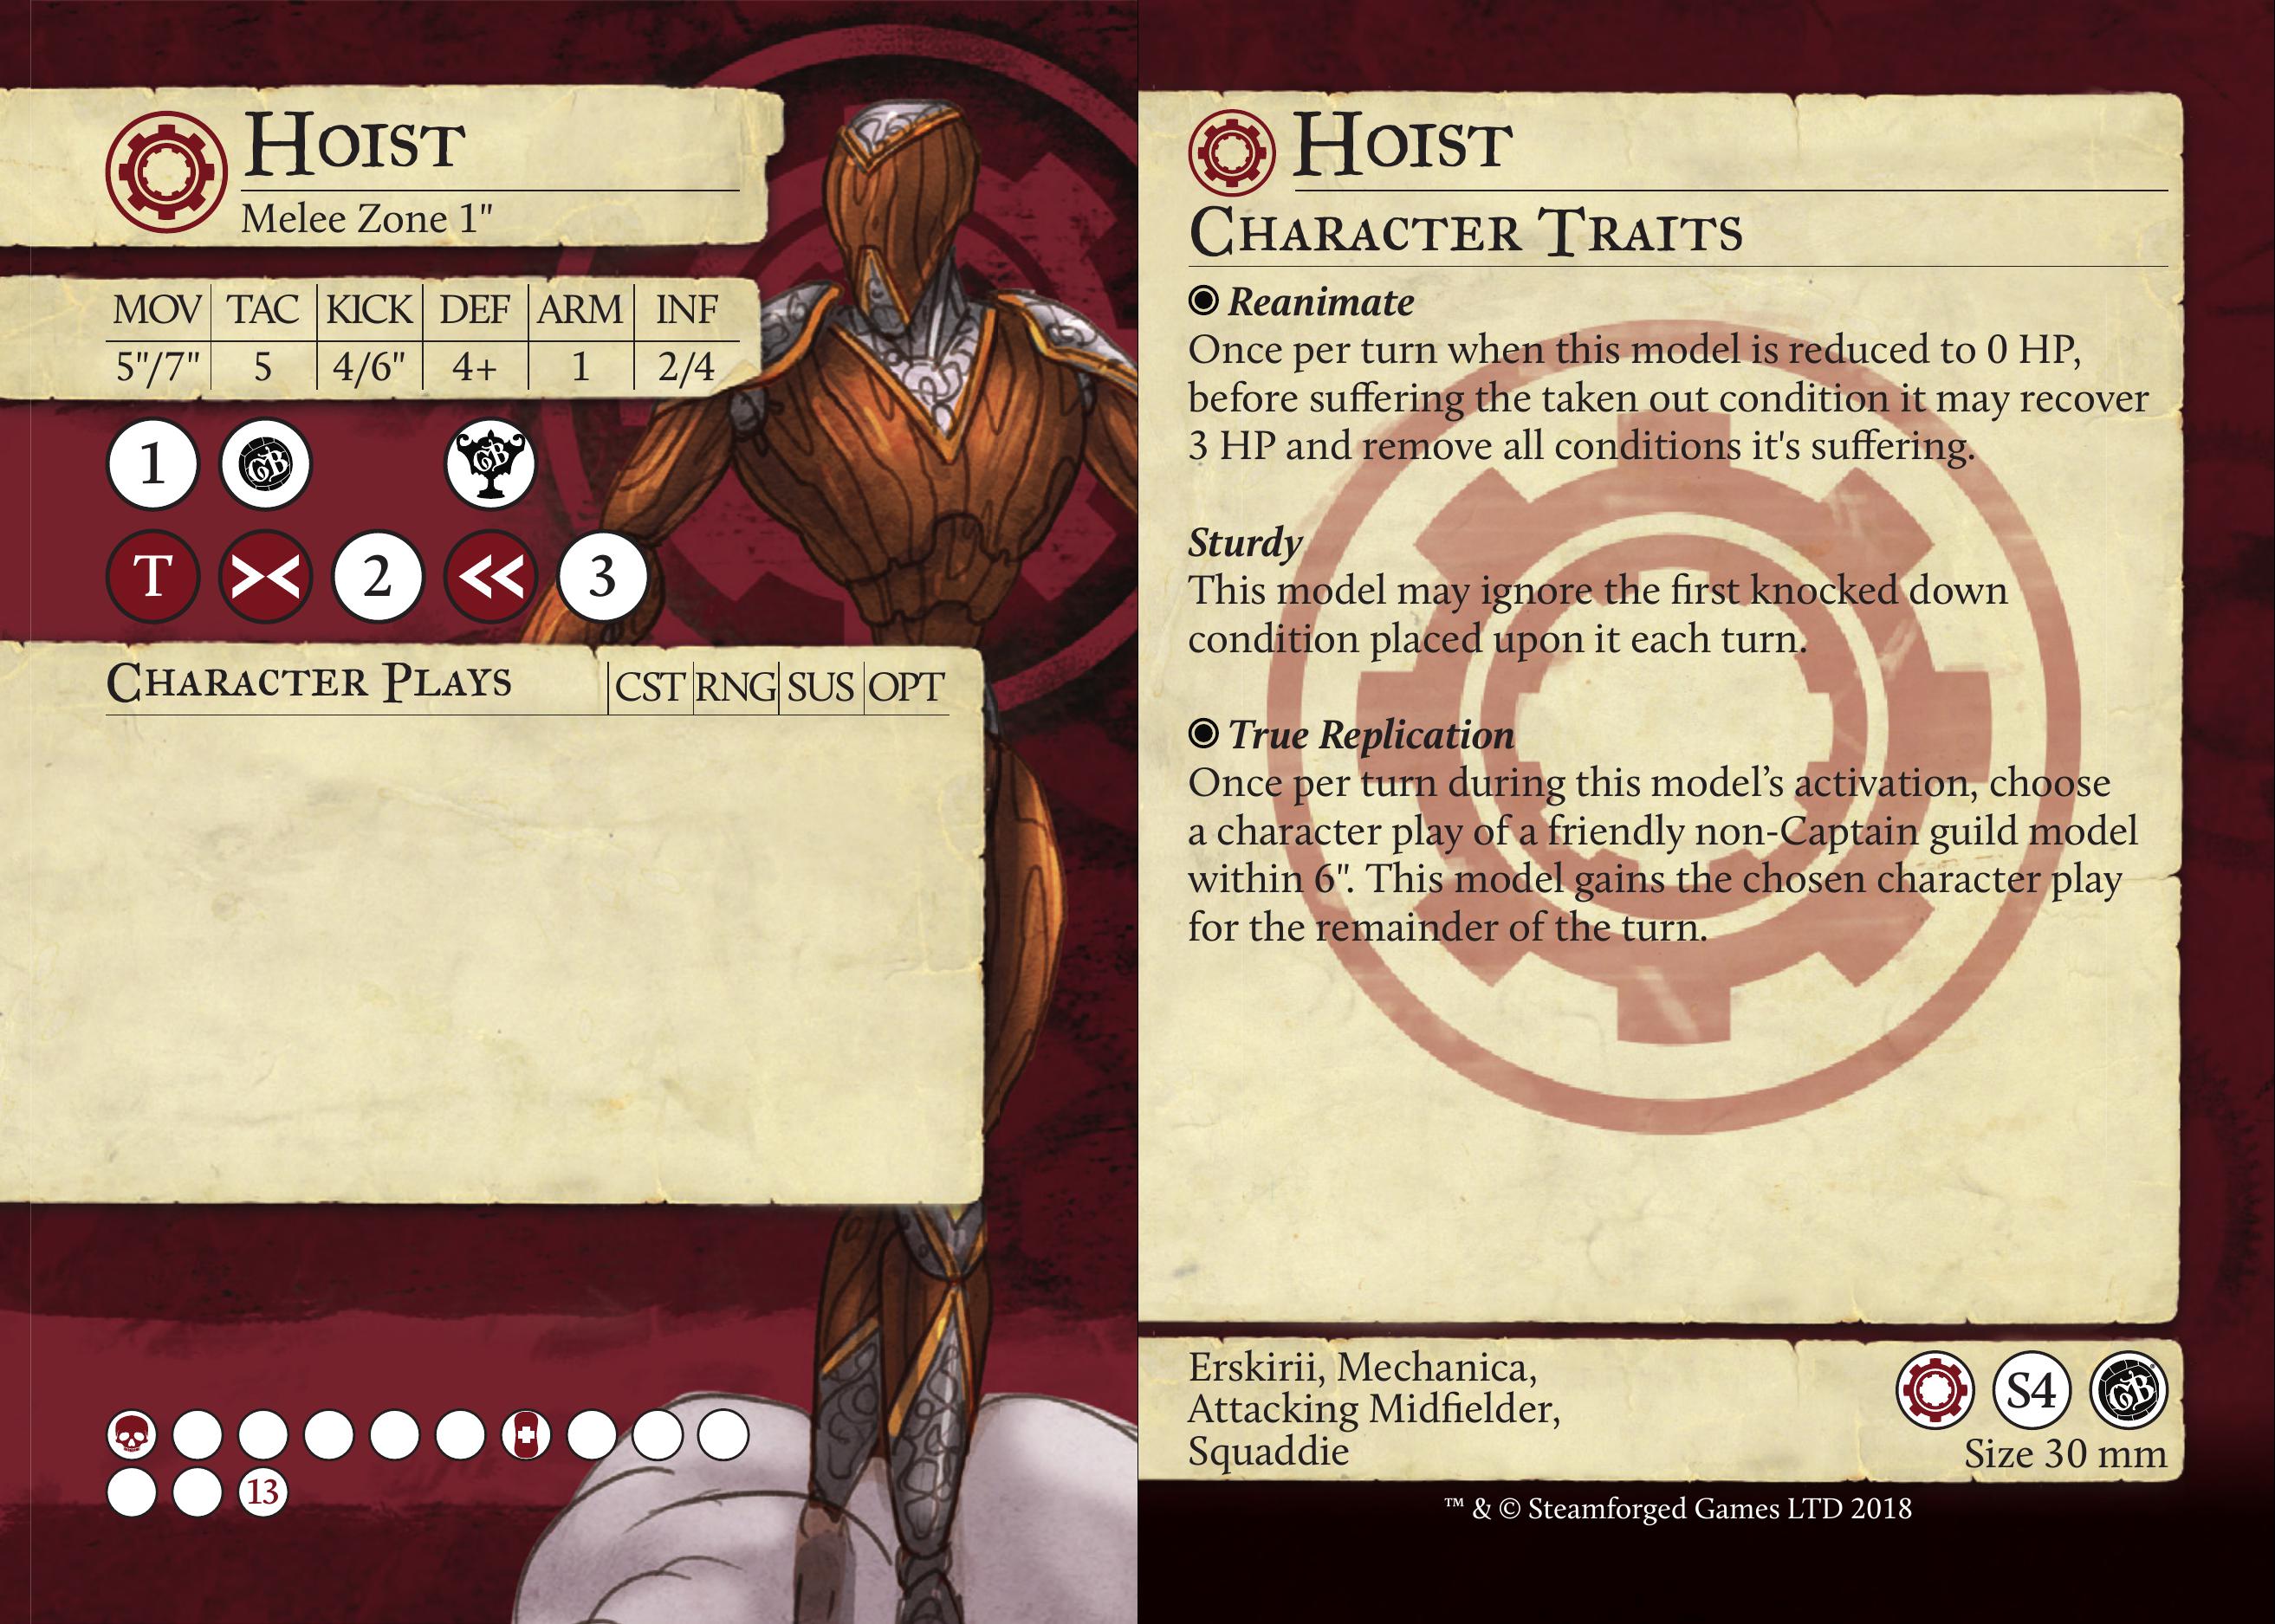 Hoist
Melee Zone 1"
MOV TAC KICK DEF ARM INF
5"/7" 5 4/6" 4+ 1 2/4
1 GB GB
T >< 2 << 3
Character Plays CST RNG SUS OPT
13
Hoist
Character Traits
Reanimate
Once per turn when this model is reduced to 0 HP,
before suffering the taken out condition it may recover
3 HP and remove all conditions it's suffering.
Sturdy
This model may ignore the first knocked down
condition placed upon it each turn.
True Replication
Once per turn during this model’s activation, choose
a character play of a friendly non-Captain guild model
within 6". This model gains the chosen character play
for the remainder of the turn.
Erskirii, Mechanica,
Attacking Midfielder,
Squaddie
S4 GB
Size 30 mm
™ & © Steamforged Games LTD 2018